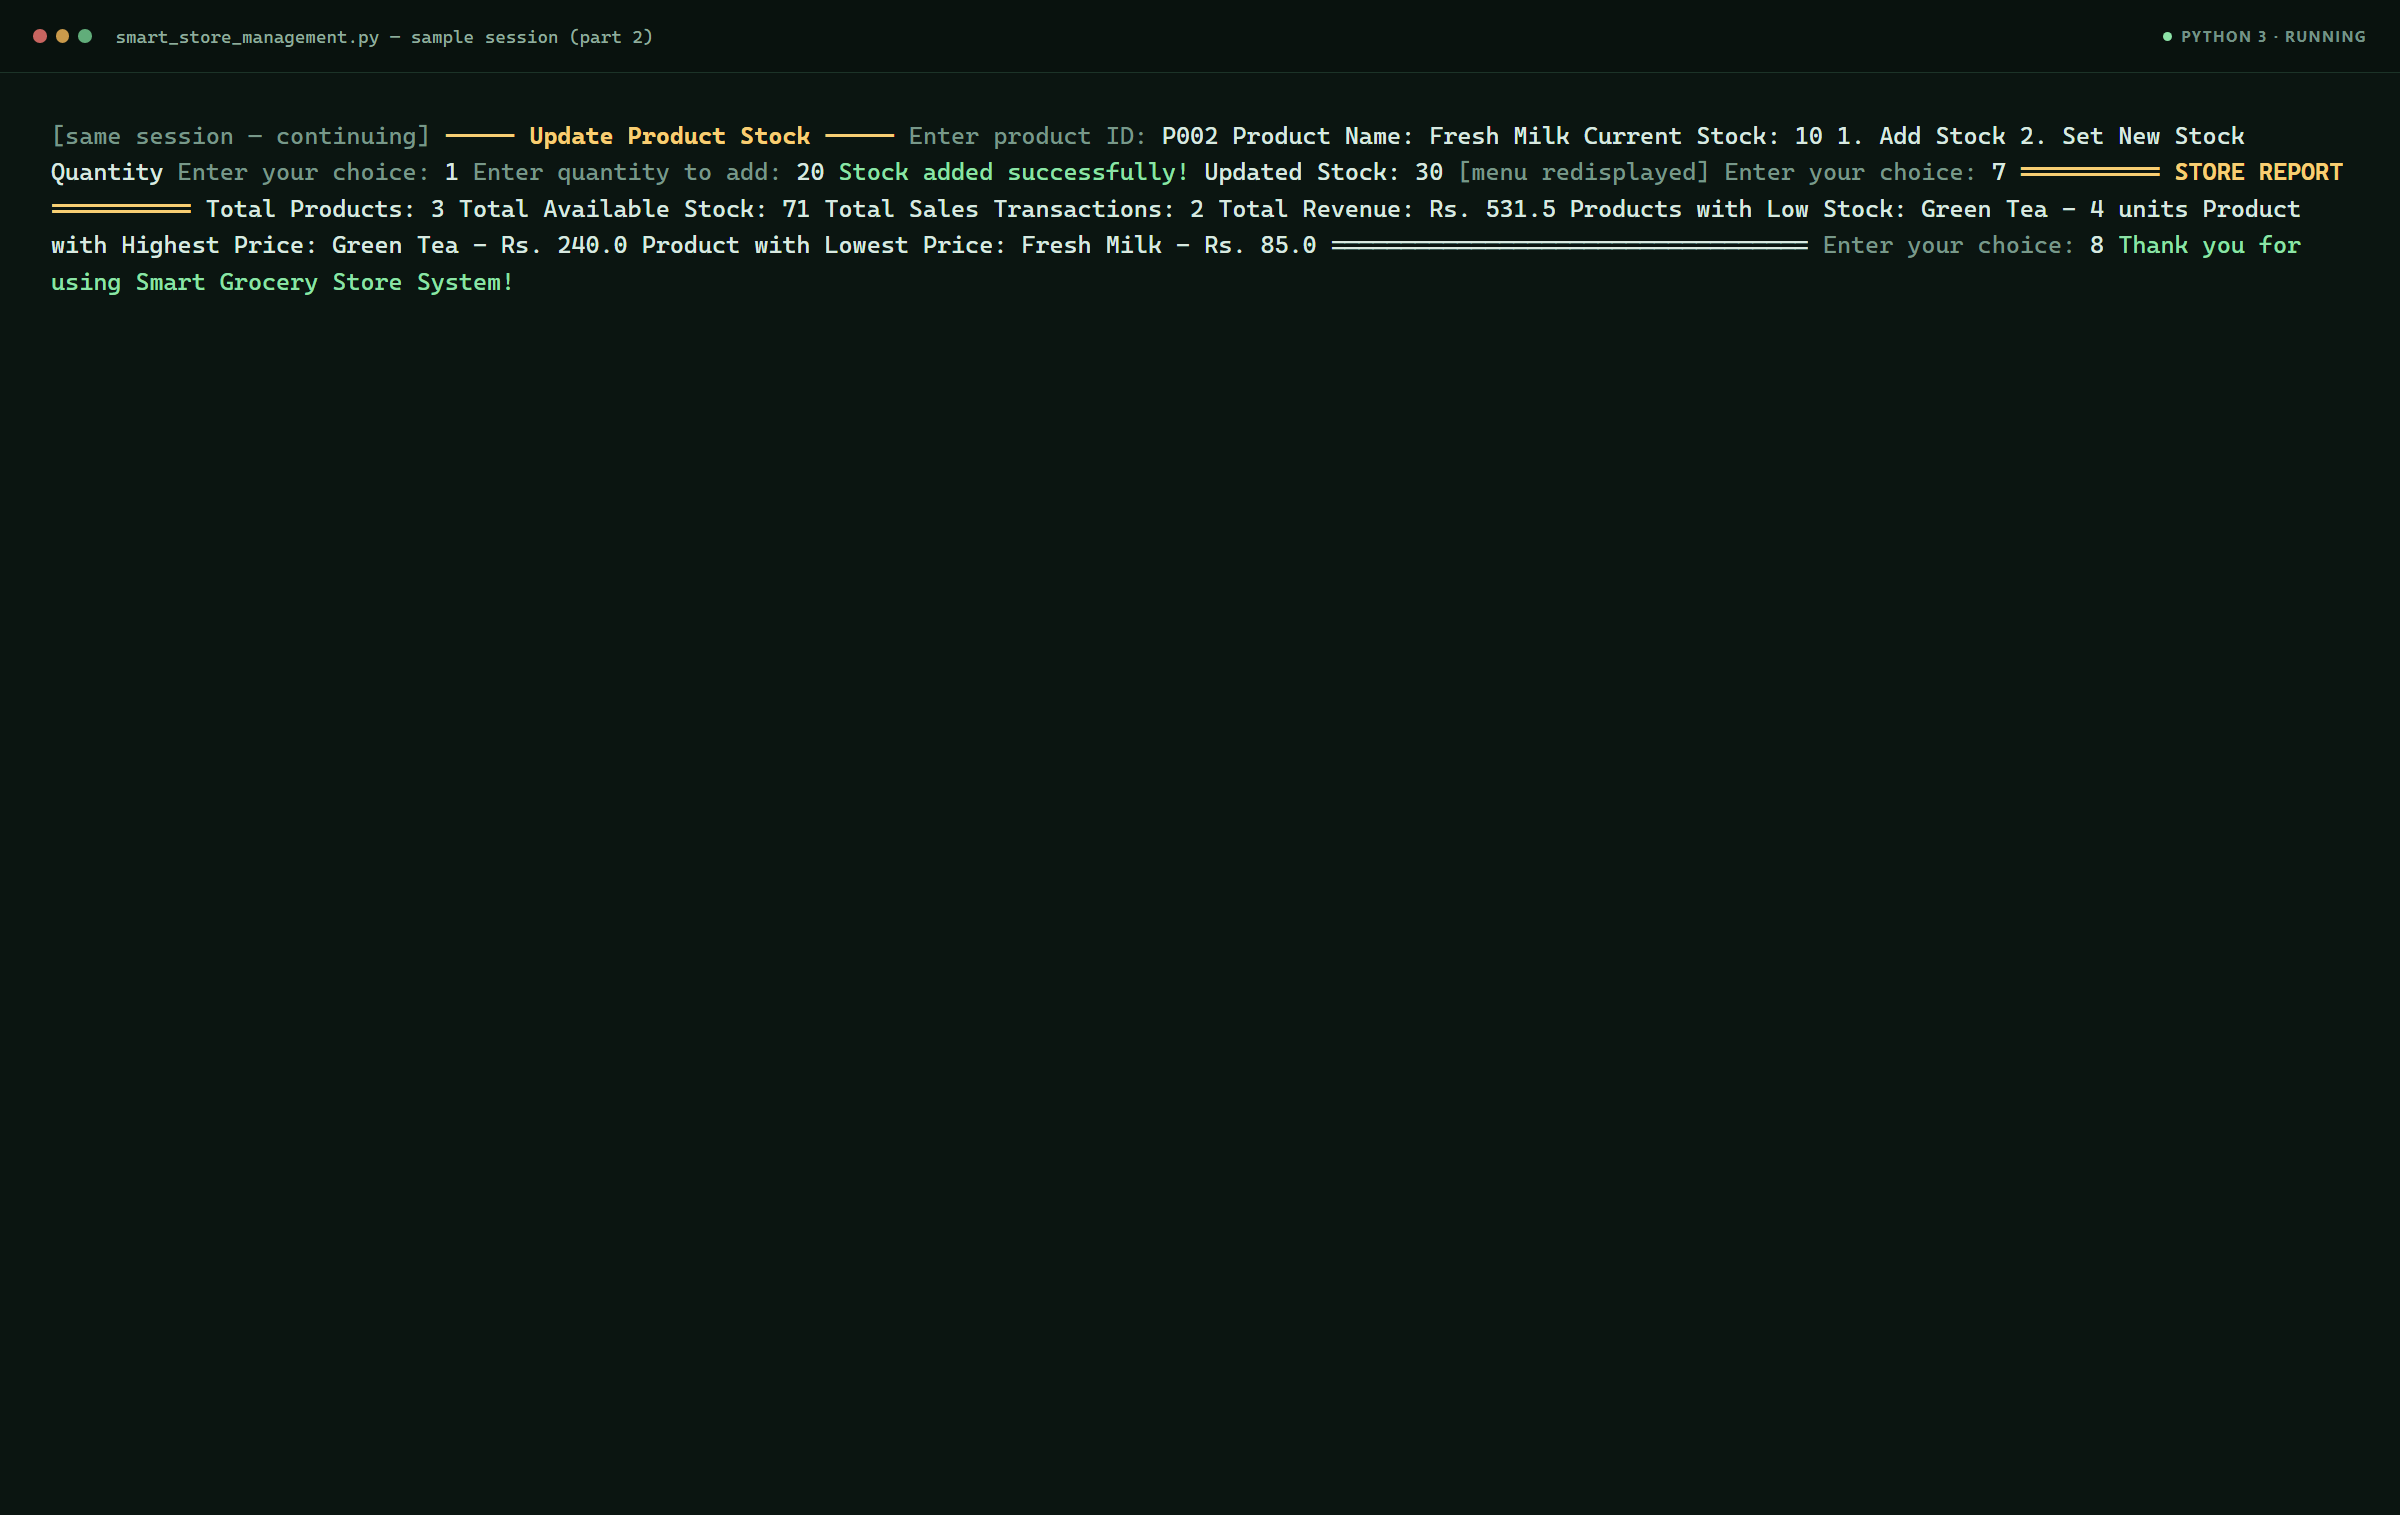 smart_store_management.py — sample session (part 2)
PYTHON 3 · RUNNING
[same session — continuing] ───── Update Product Stock ───── Enter product ID: P002 Product Name: Fresh Milk Current Stock: 10 1. Add Stock 2. Set New Stock
Quantity Enter your choice: 1 Enter quantity to add: 20 Stock added successfully! Updated Stock: 30 [menu redisplayed] Enter your choice: 7 ══════════ STORE REPORT
══════════ Total Products: 3 Total Available Stock: 71 Total Sales Transactions: 2 Total Revenue: Rs. 531.5 Products with Low Stock: Green Tea — 4 units Product
with Highest Price: Green Tea — Rs. 240.0 Product with Lowest Price: Fresh Milk — Rs. 85.0 ══════════════════════════════════ Enter your choice: 8 Thank you for
using Smart Grocery Store System!